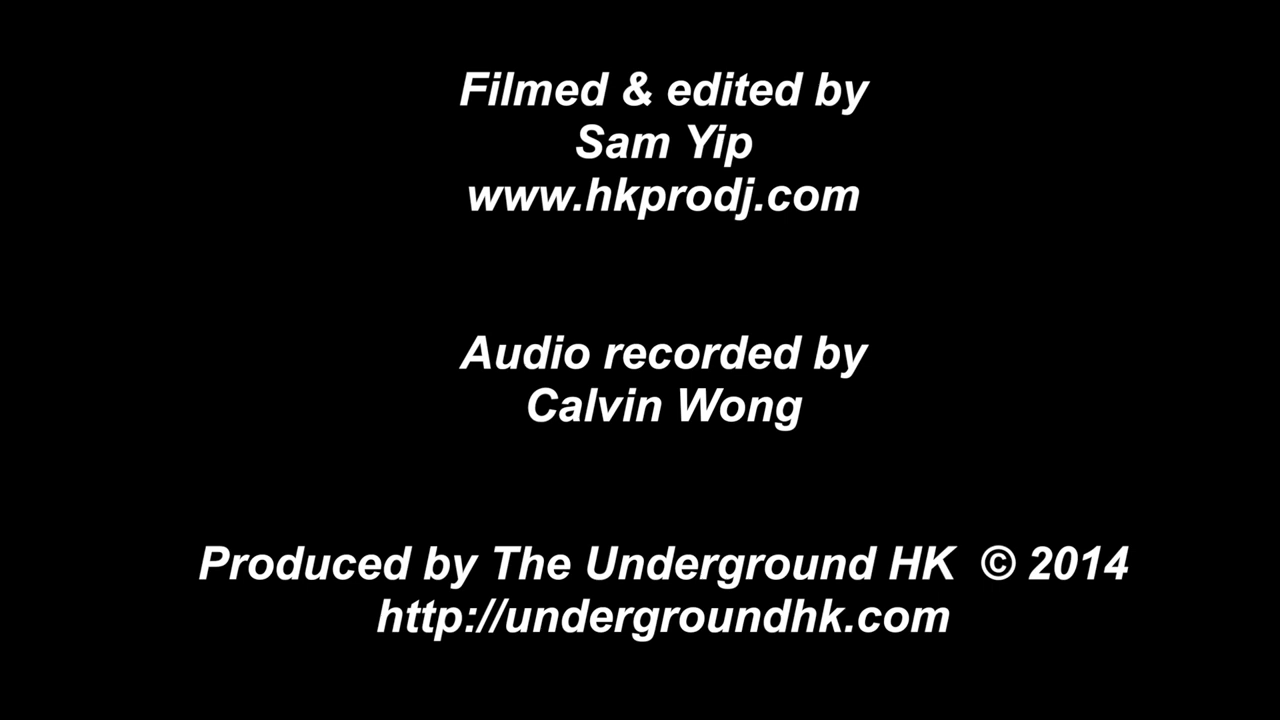 Filmed & edited by
Sam Yip
www.hkprodj.com
Audio recorded by
Calvin Wong
Produced by The Underground HK © 2014
http://undergroundhk.com